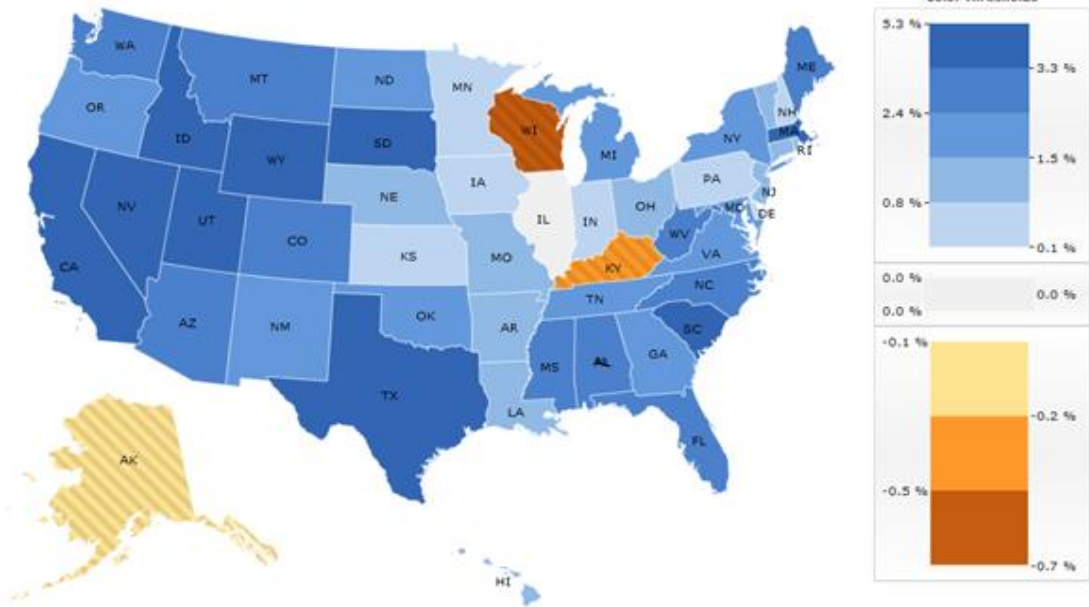 WA
MT
ND
MN
ME
OR
ID
WY
SD
WI
MI
NY
NH
MA
RI
NV
UT
CO
NE
IA
IL
IN
OH
PA
NJ
MD
DE
CA
KS
MO
KY
WV
VA
AZ
NM
OK
AR
TN
NC
SC
TX
LA
MS
AL
GA
FL
AK
HI
5.3 %
3.3 %
2.4 %
1.5 %
0.8 %
0.1 %
0.0 %
0.0 %
0.0 %
-0.1 %
-0.2 %
-0.5 %
-0.7 %